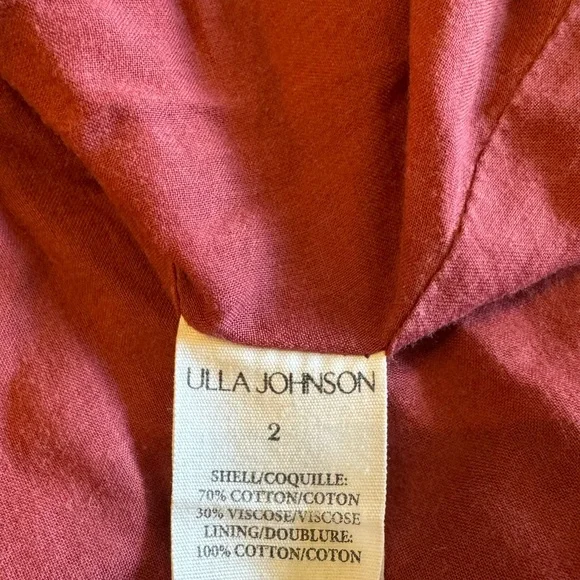 ULLA JOHNSON
2
SHELL/COQUILLE:
70% COTTON/COTON
30% VISCOSE/VISCOSE
LINING/DOUBLURE:
100% COTTON/COTON